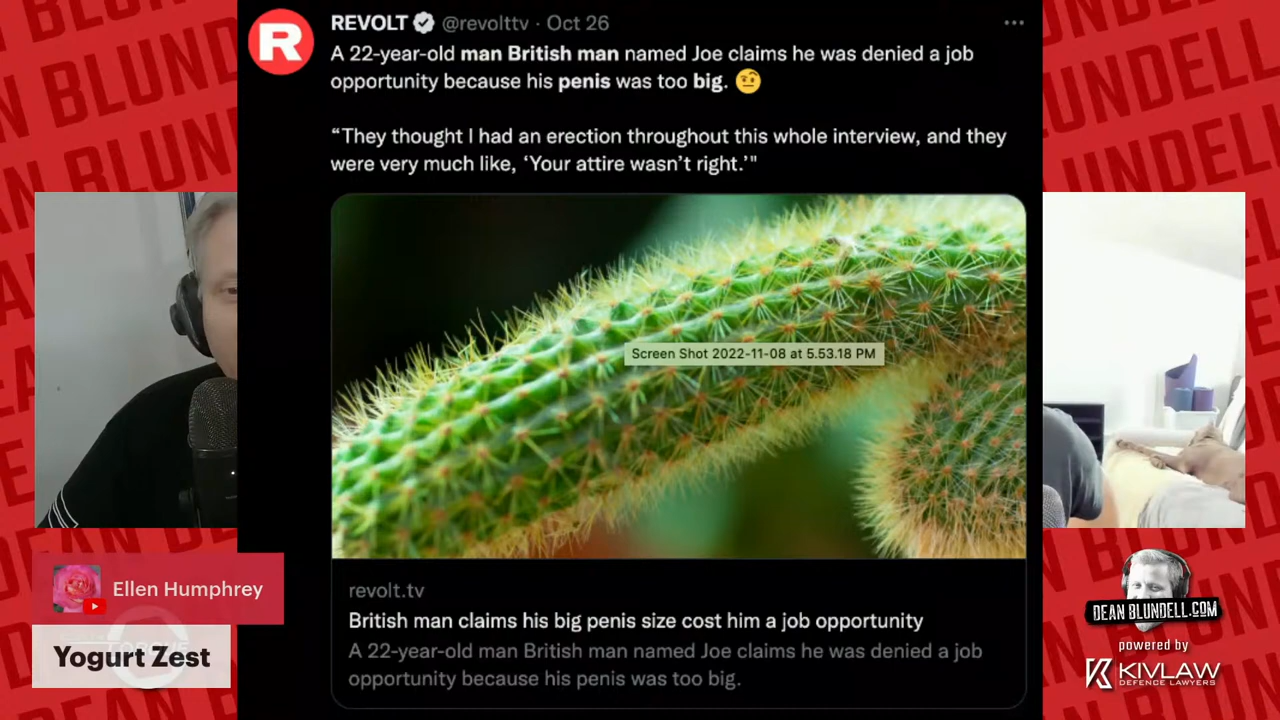 REVOLT @revolttv · Oct 26
A 22-year-old man British man named Joe claims he was denied a job
opportunity because his penis was too big. 🤨
“They thought I had an erection throughout this whole interview, and they
were very much like, ‘Your attire wasn’t right.’"
Screen Shot 2022-11-08 at 5.53.18 PM
revolt.tv
British man claims his big penis size cost him a job opportunity
A 22-year-old man British man named Joe claims he was denied a job
opportunity because his penis was too big.
Ellen Humphrey
Yogurt Zest
DEAN BLUNDELL.COM
powered by
KIVLAW
DEFENCE LAWYERS